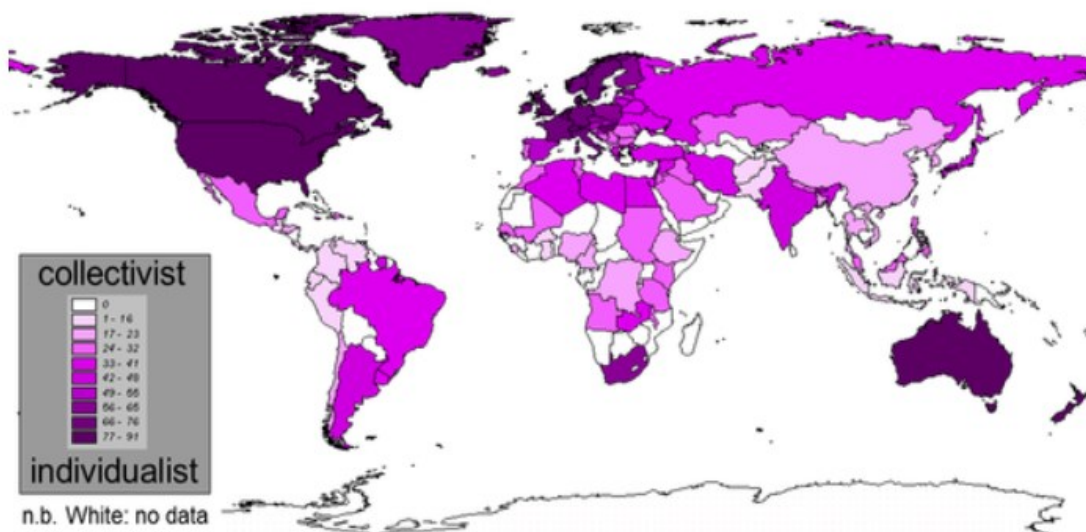 collectivist
0
1 - 16
17 - 23
24 - 32
33 - 41
42 - 48
49 - 55
56 - 65
66 - 76
77 - 91
individualist
n.b. White: no data